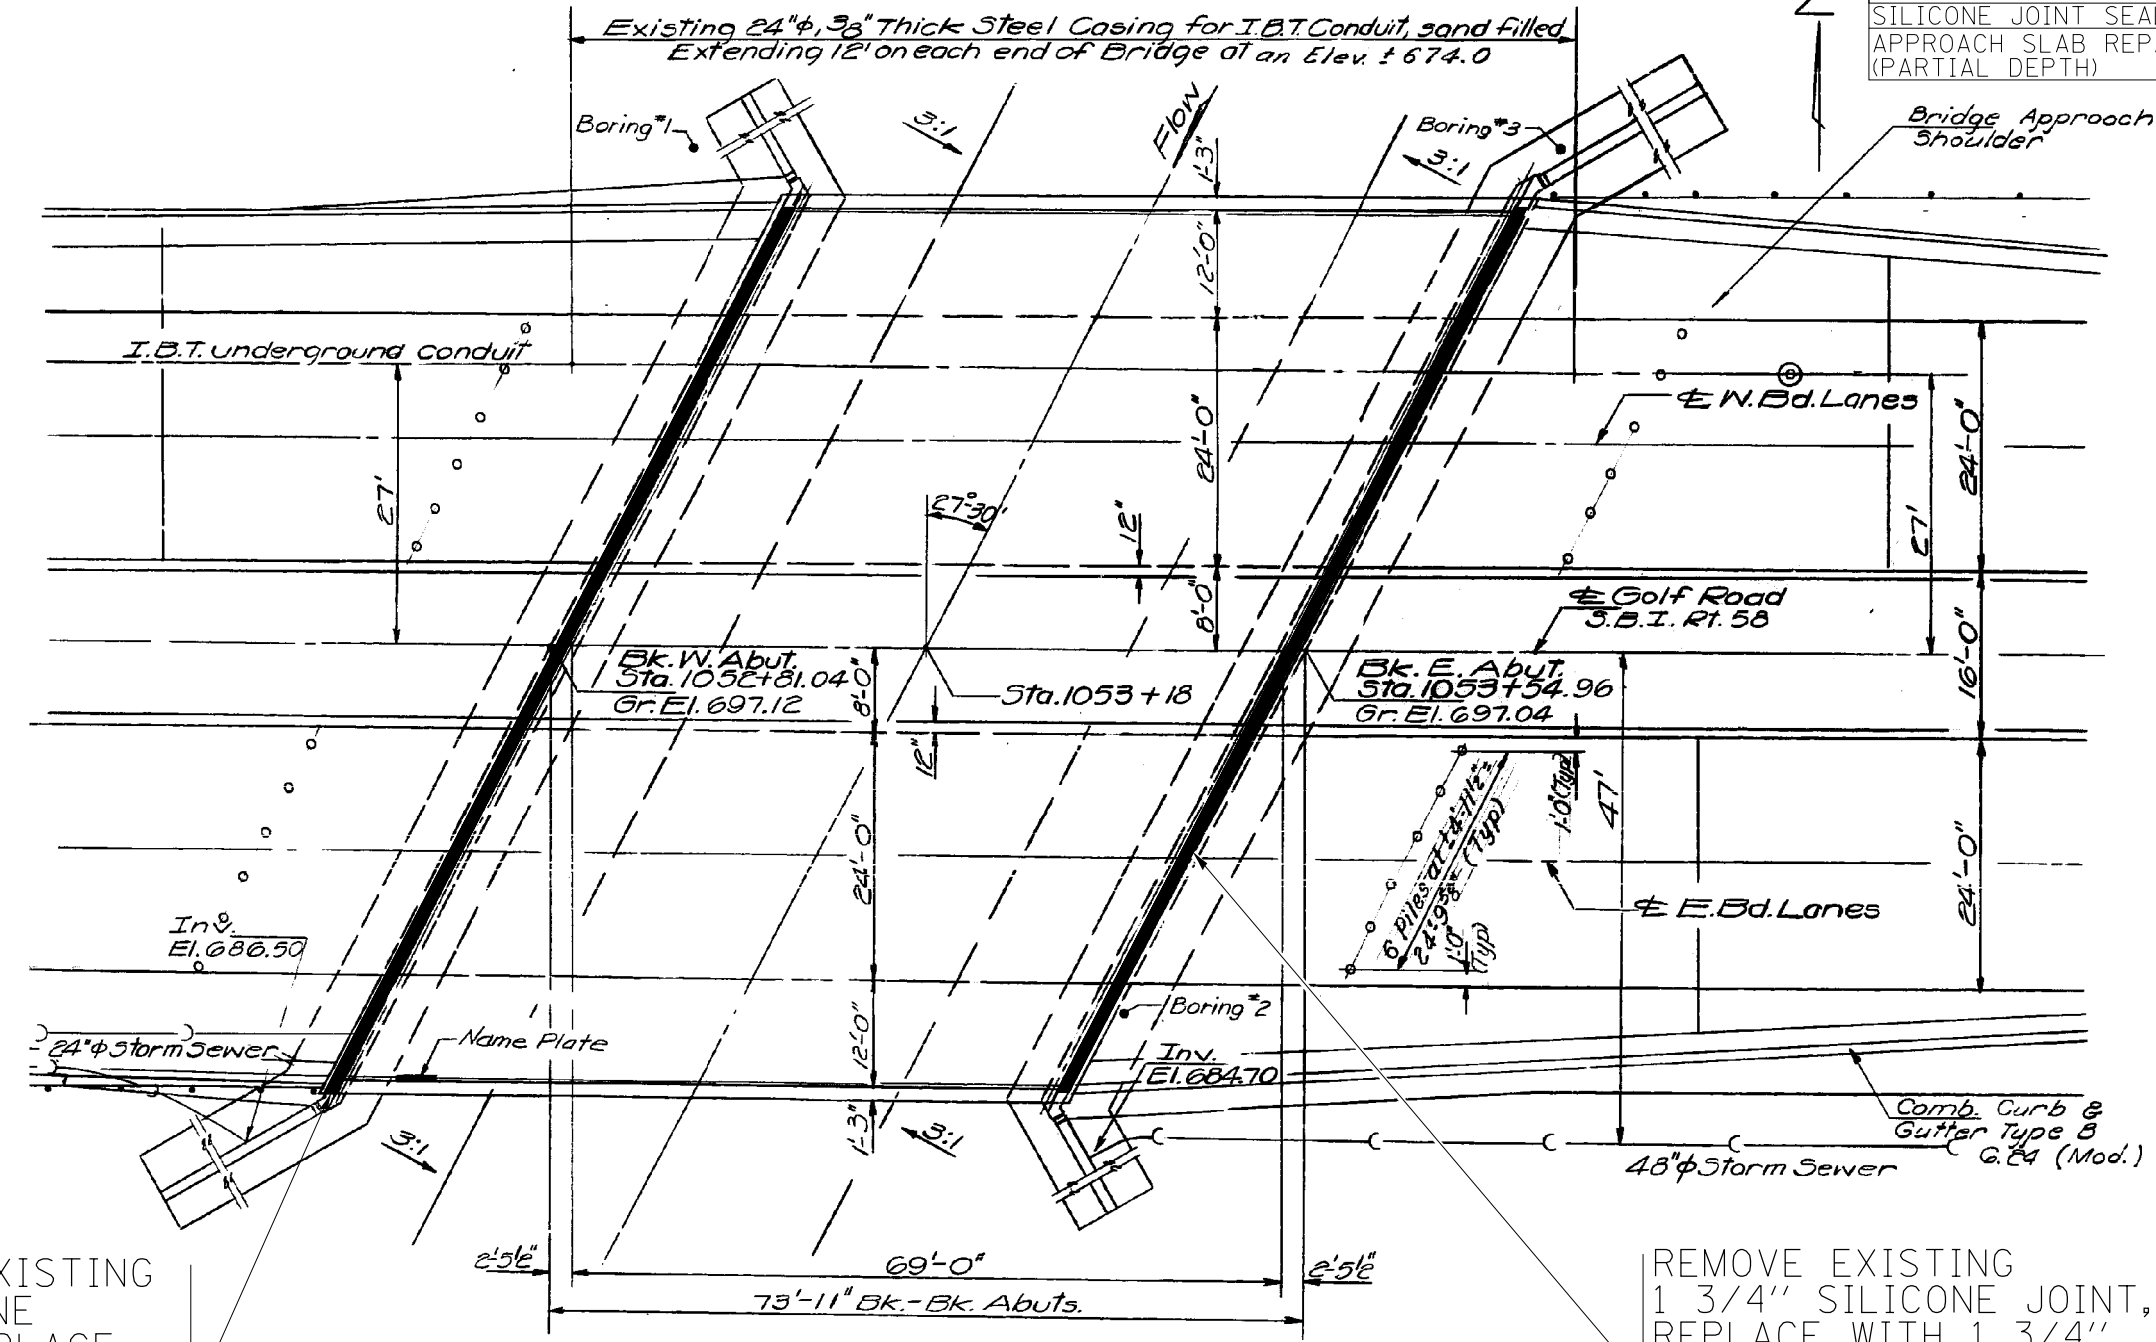 Existing 24"ϕ, 3/8" Thick Steel Casing for I.B.T. Conduit, sand filled
Extending 12' on each end of Bridge at an Elev. ± 674.0
SILICONE JOINT SEA
APPROACH SLAB REP
(PARTIAL DEPTH)
Bridge Approach
Shoulder
Boring #1
3:1
FLOW
1'-3"
Boring #3
3:1
12'-0"
I.B.T. underground conduit
℄ W.Bd. Lanes
24'-0"
24'-0"
27'
27°-30'
12"
27'
8'-0"
℄ Golf Road
S.B.I. Rt. 58
16'-0"
Bk. W. Abut.
Sta. 1052+81.04
Gr. El. 697.12
8'-0"
Sta. 1053+18
Bk. E. Abut.
Sta. 1053+54.96
Gr. El. 697.04
12"
24'-0"
6 Piles at ±4'-11 1/2" =
24'-9 5/8" (Typ)
1'-0" (Typ)
47'
1'-0"
(Typ)
℄ E.Bd. Lanes
24'-0"
Inv.
El. 686.50
24"ϕ Storm Sewer
Name Plate
12'-0"
Boring #2
Inv.
El. 684.70
3:1
1'-3"
3:1
Comb. Curb &
Gutter Type B
6.24 (Mod.)
48"ϕ Storm Sewer
2'-5 1/2"
69'-0"
2'-5 1/2"
73'-11" Bk.-Bk. Abuts.
XISTING
NE
PLACE
REMOVE EXISTING
1 3/4'' SILICONE JOINT,
REPLACE WITH 1 3/4''